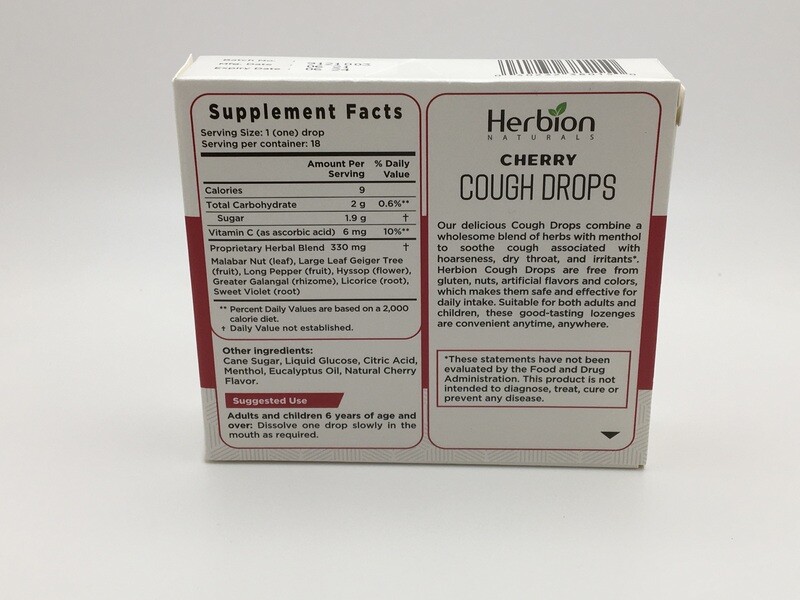 Batch No. :
Mfg. Date :
Expiry Date :
Supplement Facts
Serving Size: 1 (one) drop
Serving per container: 18
Amount Per Serving % Daily Value
Calories 9
Total Carbohydrate 2 g 0.6%**
Sugar 1.9 g †
Vitamin C (as ascorbic acid) 6 mg 10%**
Proprietary Herbal Blend 330 mg †
Malabar Nut (leaf), Large Leaf Geiger Tree
(fruit), Long Pepper (fruit), Hyssop (flower),
Greater Galangal (rhizome), Licorice (root),
Sweet Violet (root)
** Percent Daily Values are based on a 2,000
calorie diet.
† Daily Value not established.
Other ingredients:
Cane Sugar, Liquid Glucose, Citric Acid,
Menthol, Eucalyptus Oil, Natural Cherry
Flavor.
Suggested Use
Adults and children 6 years of age and
over: Dissolve one drop slowly in the
mouth as required.
Herbion
NATURALS
CHERRY
COUGH DROPS
Our delicious Cough Drops combine a
wholesome blend of herbs with menthol
to soothe cough associated with
hoarseness, dry throat, and irritants*.
Herbion Cough Drops are free from
gluten, nuts, artificial flavors and colors,
which makes them safe and effective for
daily intake. Suitable for both adults and
children, these good-tasting lozenges
are convenient anytime, anywhere.
*These statements have not been
evaluated by the Food and Drug
Administration. This product is not
intended to diagnose, treat, cure or
prevent any disease.